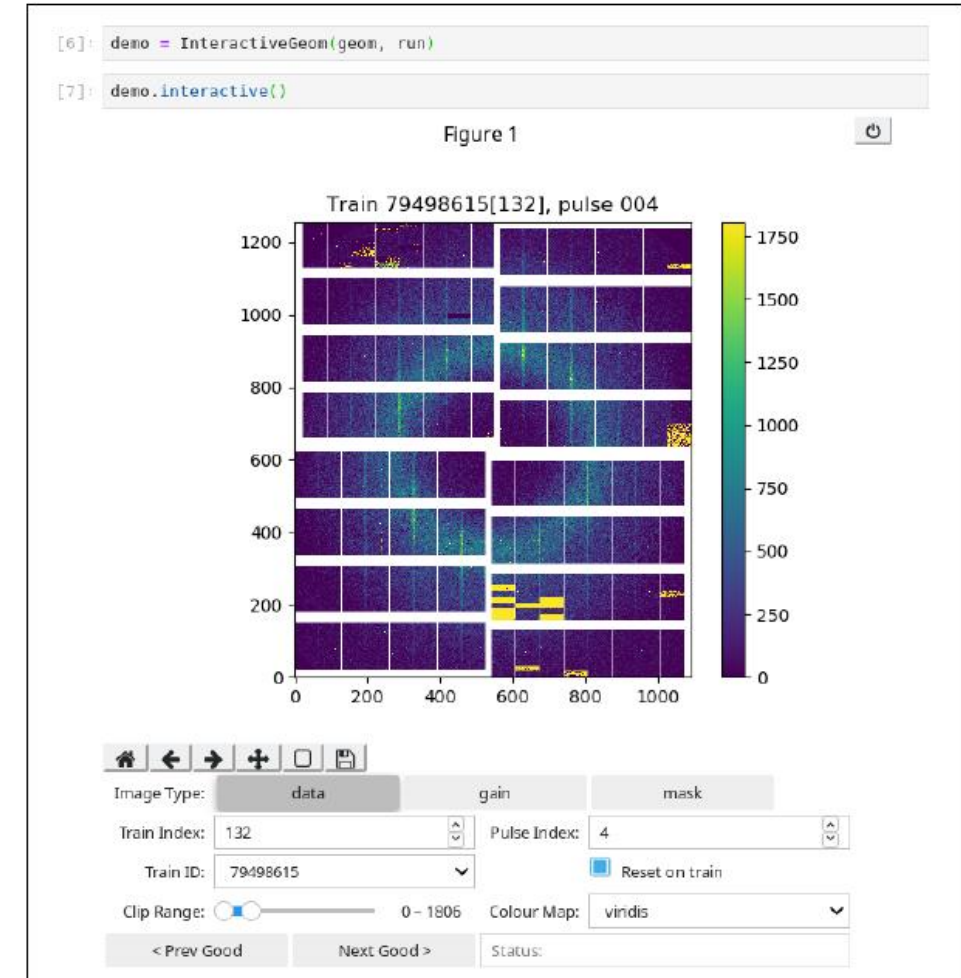 [6]: demo = InteractiveGeom(geom, run)
[7]: demo.interactive()
Figure 1
Train 79498615[132], pulse 004
1200
1000
800
600
400
200
0
0 200 400 600 800 1000
1750
1500
1250
1000
750
500
250
0
Image Type: data gain mask
Train Index: 132 Pulse Index: 4
Train ID: 79498615 Reset on train
Clip Range: 0 – 1806 Colour Map: viridis
< Prev Good Next Good > Status: